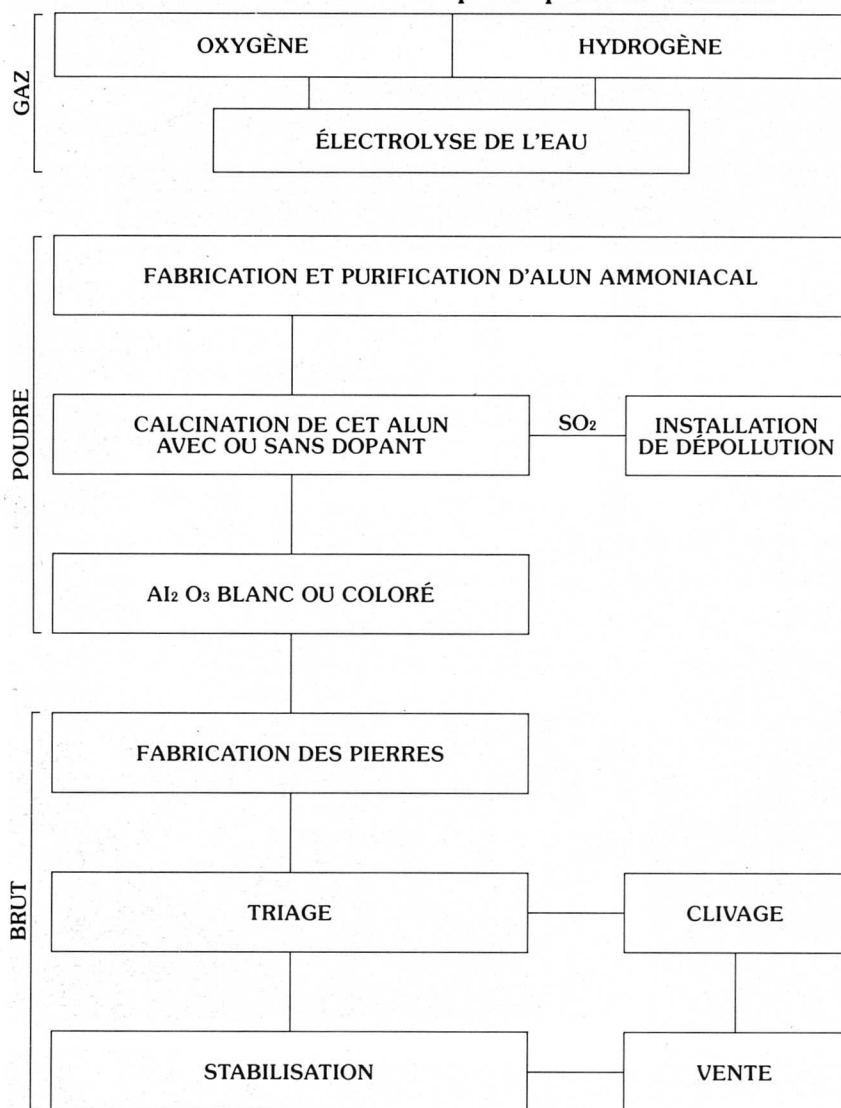 GAZ
OXYGÈNE
HYDROGÈNE
ÉLECTROLYSE DE L'EAU
POUDRE
FABRICATION ET PURIFICATION D'ALUN AMMONIACAL
CALCINATION DE CET ALUN
AVEC OU SANS DOPANT
SO₂
INSTALLATION
DE DÉPOLLUTION
Al₂ O₃ BLANC OU COLORÉ
BRUT
FABRICATION DES PIERRES
TRIAGE
CLIVAGE
STABILISATION
VENTE